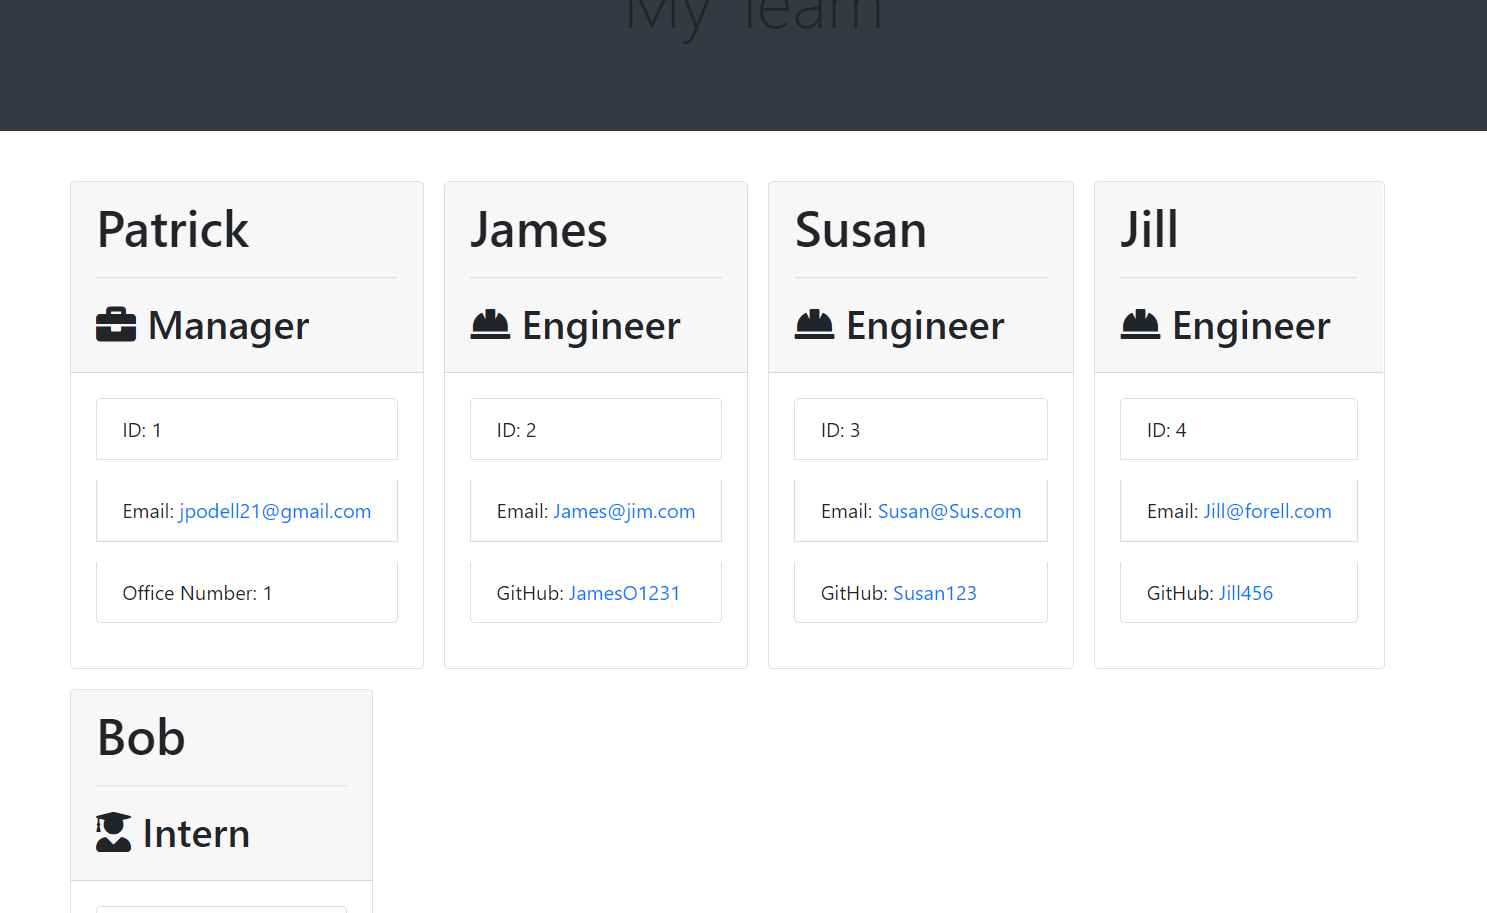 My Team
Patrick
Manager
ID: 1
Email: jpodell21@gmail.com
Office Number: 1
James
Engineer
ID: 2
Email: James@jim.com
GitHub: JamesO1231
Susan
Engineer
ID: 3
Email: Susan@Sus.com
GitHub: Susan123
Jill
Engineer
ID: 4
Email: Jill@forell.com
GitHub: Jill456
Bob
Intern